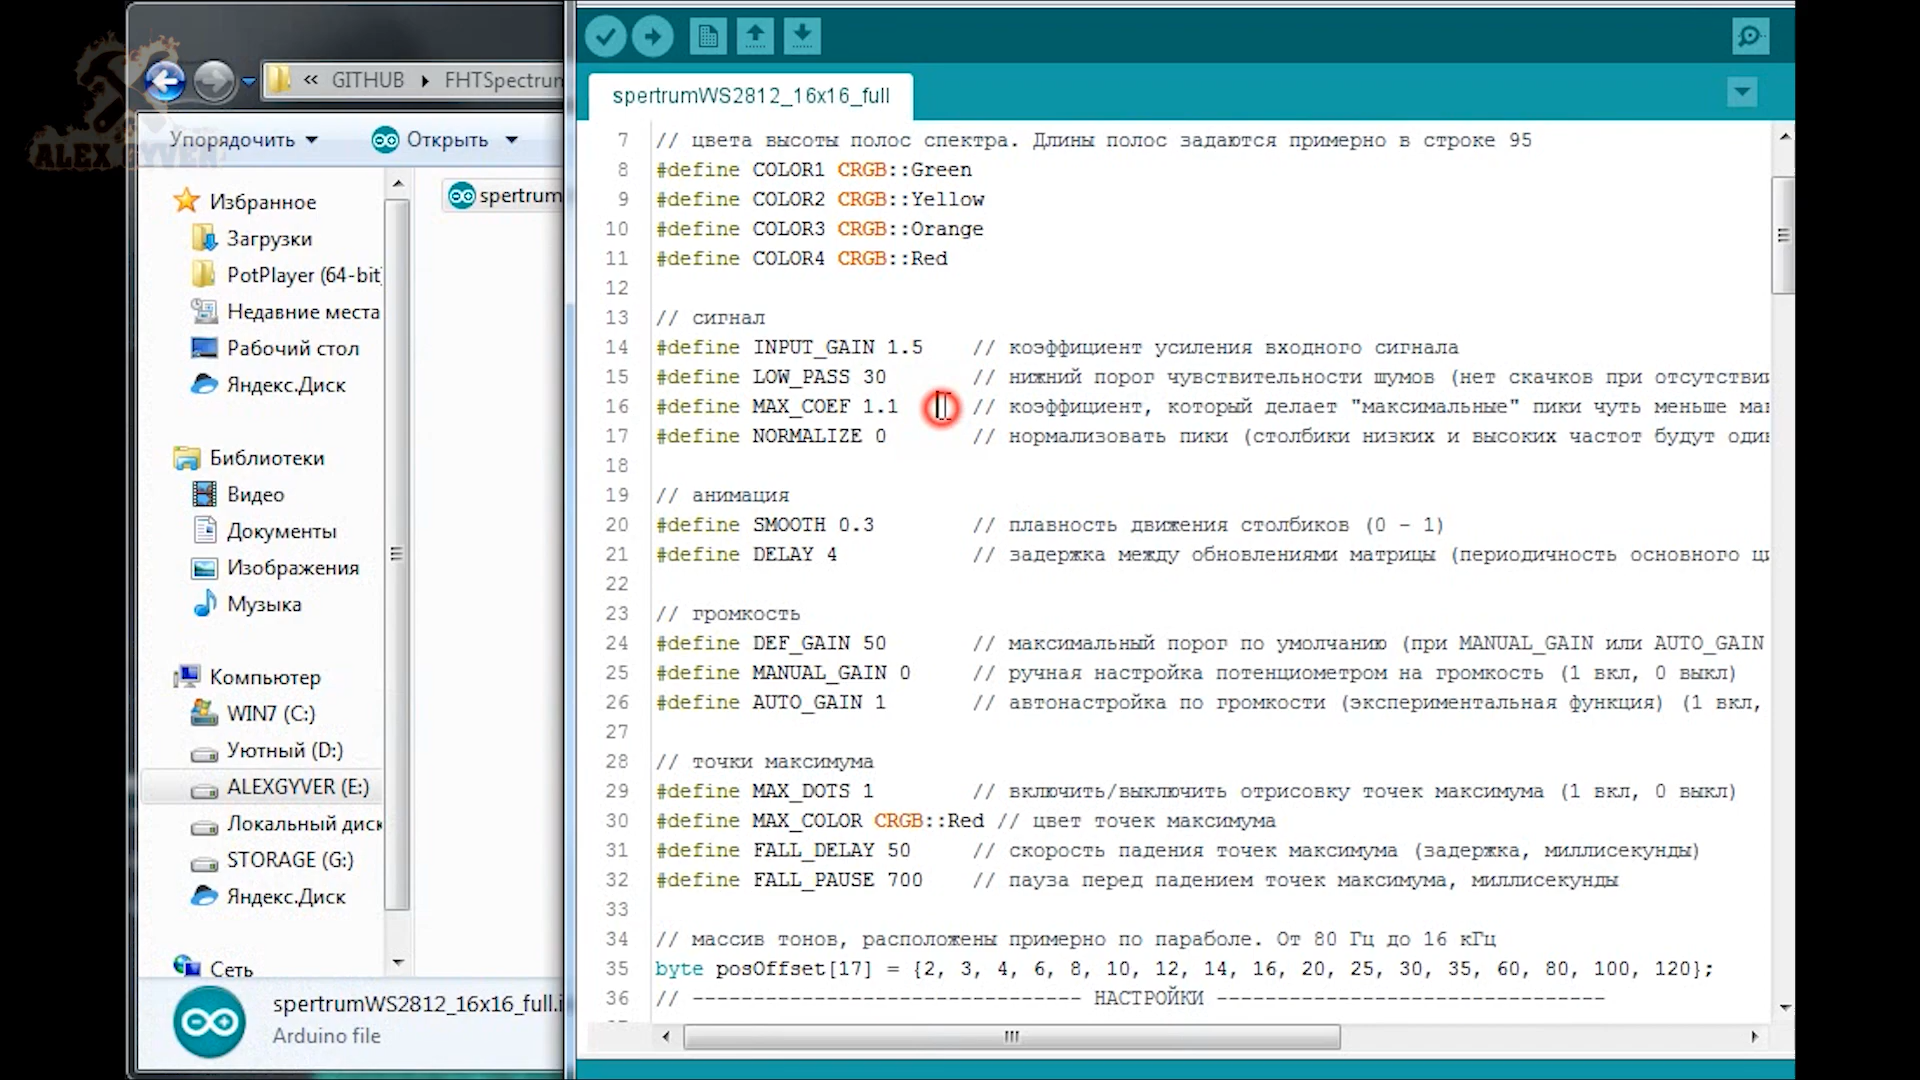 ALEX GYVER
« GITHUB ▸ FHTSpectrum
Упорядочить ▼ Открыть ▼
Избранное
Загрузки
PotPlayer (64-bit)
Недавние места
Рабочий стол
Яндекс.Диск
Библиотеки
Видео
Документы
Изображения
Музыка
Компьютер
WIN7 (C:)
Уютный (D:)
ALEXGYVER (E:)
Локальный диск
STORAGE (G:)
Яндекс.Диск
Сеть
spertrum
spertrumWS2812_16x16_full.i
Arduino file
spertrumWS2812_16x16_full
7 // цвета высоты полос спектра. Длины полос задаются примерно в строке 95
8 #define COLOR1 CRGB::Green
9 #define COLOR2 CRGB::Yellow
10 #define COLOR3 CRGB::Orange
11 #define COLOR4 CRGB::Red
12
13 // сигнал
14 #define INPUT_GAIN 1.5 // коэффициент усиления входного сигнала
15 #define LOW_PASS 30 // нижний порог чувствительности шумов (нет скачков при отсутствии
16 #define MAX_COEF 1.1 // коэффициент, который делает "максимальные" пики чуть меньше мак
17 #define NORMALIZE 0 // нормализовать пики (столбики низких и высоких частот будут один
18
19 // анимация
20 #define SMOOTH 0.3 // плавность движения столбиков (0 - 1)
21 #define DELAY 4 // задержка между обновлениями матрицы (периодичность основного ци
22
23 // громкость
24 #define DEF_GAIN 50 // максимальный порог по умолчанию (при MANUAL_GAIN или AUTO_GAIN
25 #define MANUAL_GAIN 0 // ручная настройка потенциометром на громкость (1 вкл, 0 выкл)
26 #define AUTO_GAIN 1 // автонастройка по громкости (экспериментальная функция) (1 вкл,
27
28 // точки максимума
29 #define MAX_DOTS 1 // включить/выключить отрисовку точек максимума (1 вкл, 0 выкл)
30 #define MAX_COLOR CRGB::Red // цвет точек максимума
31 #define FALL_DELAY 50 // скорость падения точек максимума (задержка, миллисекунды)
32 #define FALL_PAUSE 700 // пауза перед падением точек максимума, миллисекунды
33
34 // массив тонов, расположены примерно по параболе. От 80 Гц до 16 кГц
35 byte posOffset[17] = {2, 3, 4, 6, 8, 10, 12, 14, 16, 20, 25, 30, 35, 60, 80, 100, 120};
36 // -------------------------------- НАСТРОЙКИ --------------------------------